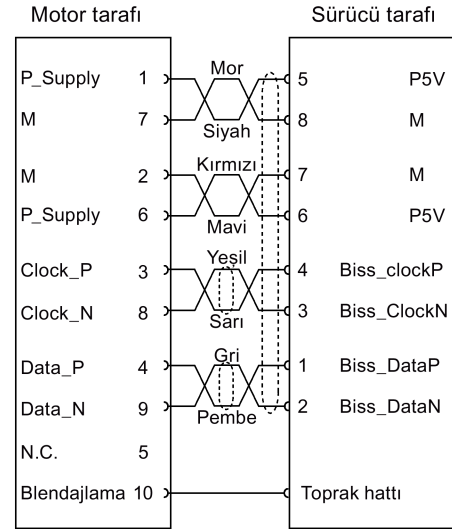 Motor tarafı Sürücü tarafı
P_Supply 1 Mor 5 P5V
M 7 Siyah 8 M
M 2 Kırmızı 7 M
P_Supply 6 Mavi 6 P5V
Clock_P 3 Yeşil 4 Biss_clockP
Clock_N 8 Sarı 3 Biss_ClockN
Data_P 4 Gri 1 Biss_DataP
Data_N 9 Pembe 2 Biss_DataN
N.C. 5
Blendajlama 10 Toprak hattı